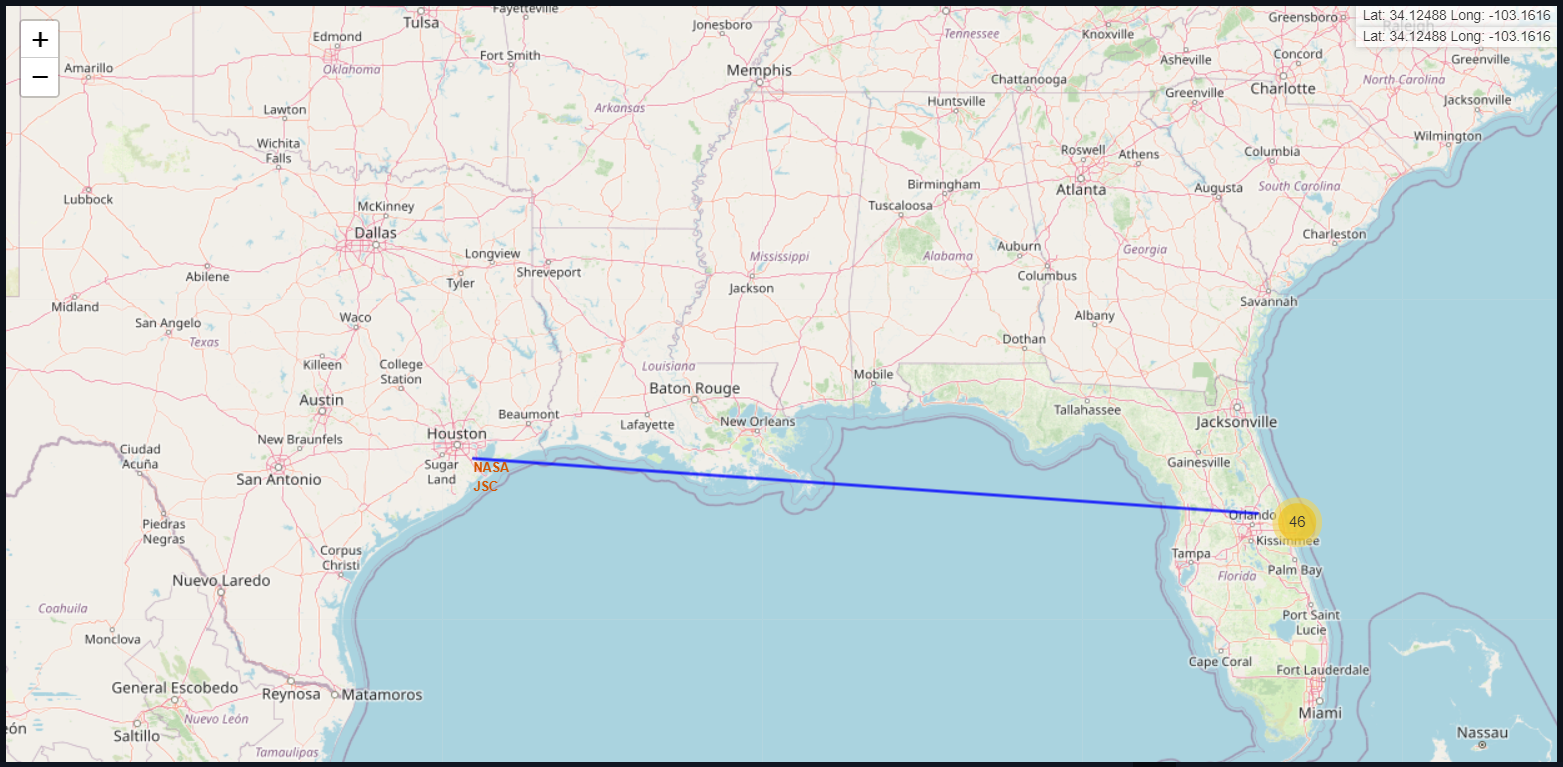 Tulsa
Fayetteville
Jonesboro
Tennessee
Knoxville
Greensboro
Lat: 34.12488 Long: -103.1616
Lat: 34.12488 Long: -103.1616
+
−
Edmond
Oklahoma
Fort Smith
Amarillo
Memphis
Chattanooga
Asheville
Concord
Charlotte
Greenville
North Carolina
Greenville
Jacksonville
Lawton
Arkansas
Huntsville
Wilmington
Wichita
Falls
Roswell
Athens
Columbia
Atlanta
Birmingham
Augusta
South Carolina
Lubbock
McKinney
Tuscaloosa
Dallas
Charleston
Longview
Auburn
Georgia
Abilene
Tyler
Shreveport
Mississippi
Alabama
Columbus
Jackson
Midland
Savannah
San Angelo
Waco
Albany
Texas
Dothan
Killeen
College
Station
Louisiana
Mobile
Baton Rouge
Austin
Beaumont
Tallahassee
Lafayette
New Orleans
Jacksonville
New Braunfels
Houston
Ciudad
Acuña
Sugar
Land
NASA
JSC
Gainesville
San Antonio
Orlando
46
Piedras
Negras
Kissimmee
Corpus
Christi
Tampa
Palm Bay
Nuevo Laredo
Florida
Coahuila
Port Saint
Lucie
Monclova
Cape Coral
Fort Lauderdale
General Escobedo
Reynosa
Matamoros
Miami
Nuevo León
eón
Saltillo
Nassau
Tamaulipas